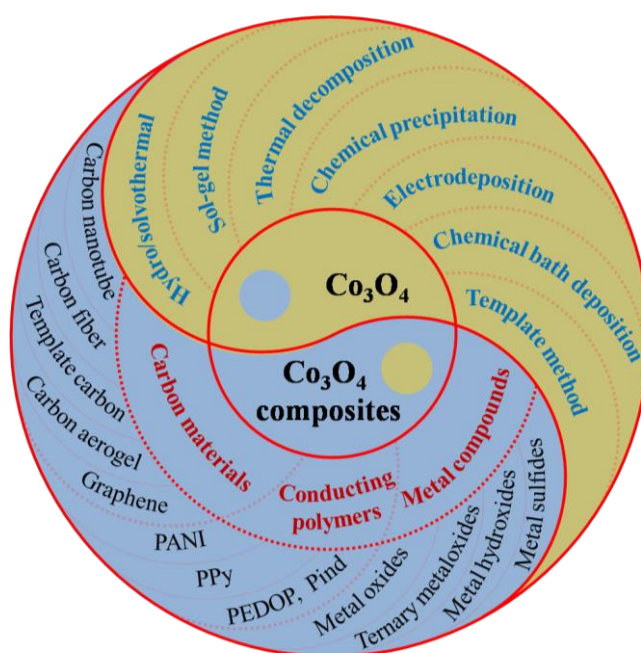 Hydro/solvothermal
Sol-gel method
Thermal decomposition
Chemical precipitation
Electrodeposition
Chemical bath deposition
Template method
Co₃O₄
Co₃O₄
composites
Carbon materials
Conducting
polymers
Metal compounds
Carbon nanotube
Carbon fiber
Template carbon
Carbon aerogel
Graphene
PANI
PPy
PEDOP, Pind
Metal oxides
Ternary metaloxides
Metal hydroxides
Metal sulfides